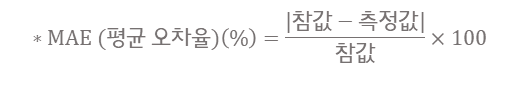 * MAE (평균 오차율)(%) = |참값 − 측정값| / 참값 × 100